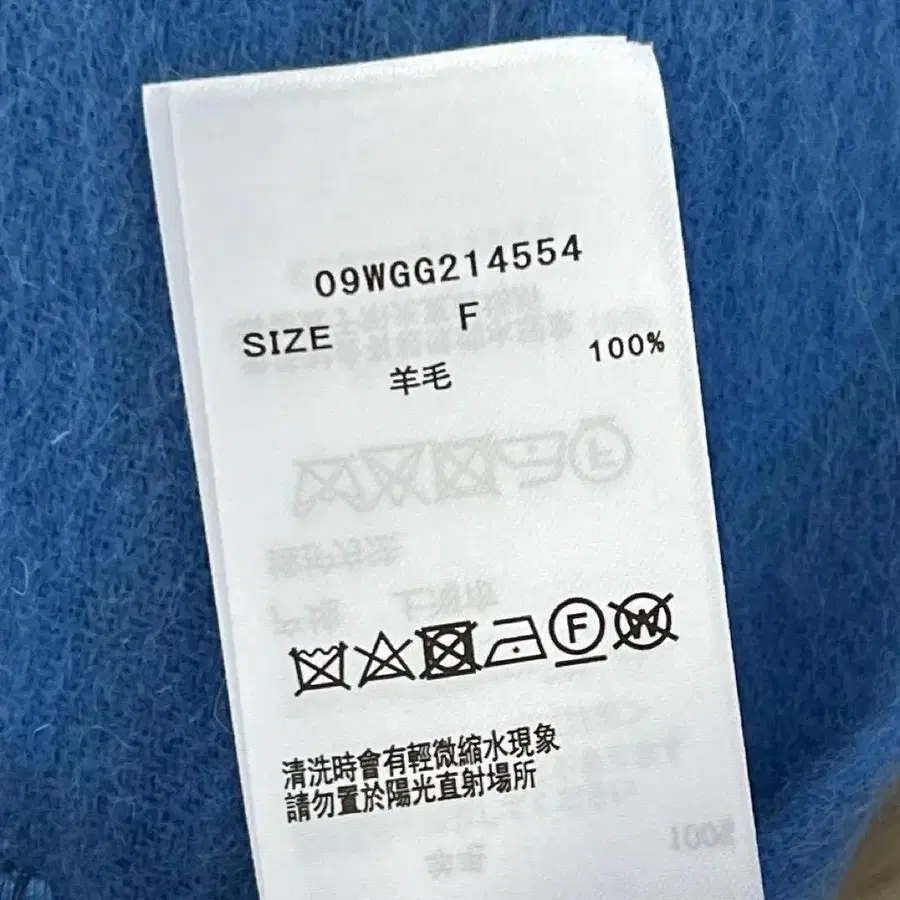 09WGG214554
SIZE F
羊毛 100%
F W
清洗時會有輕微縮水現象
請勿置於陽光直射場所